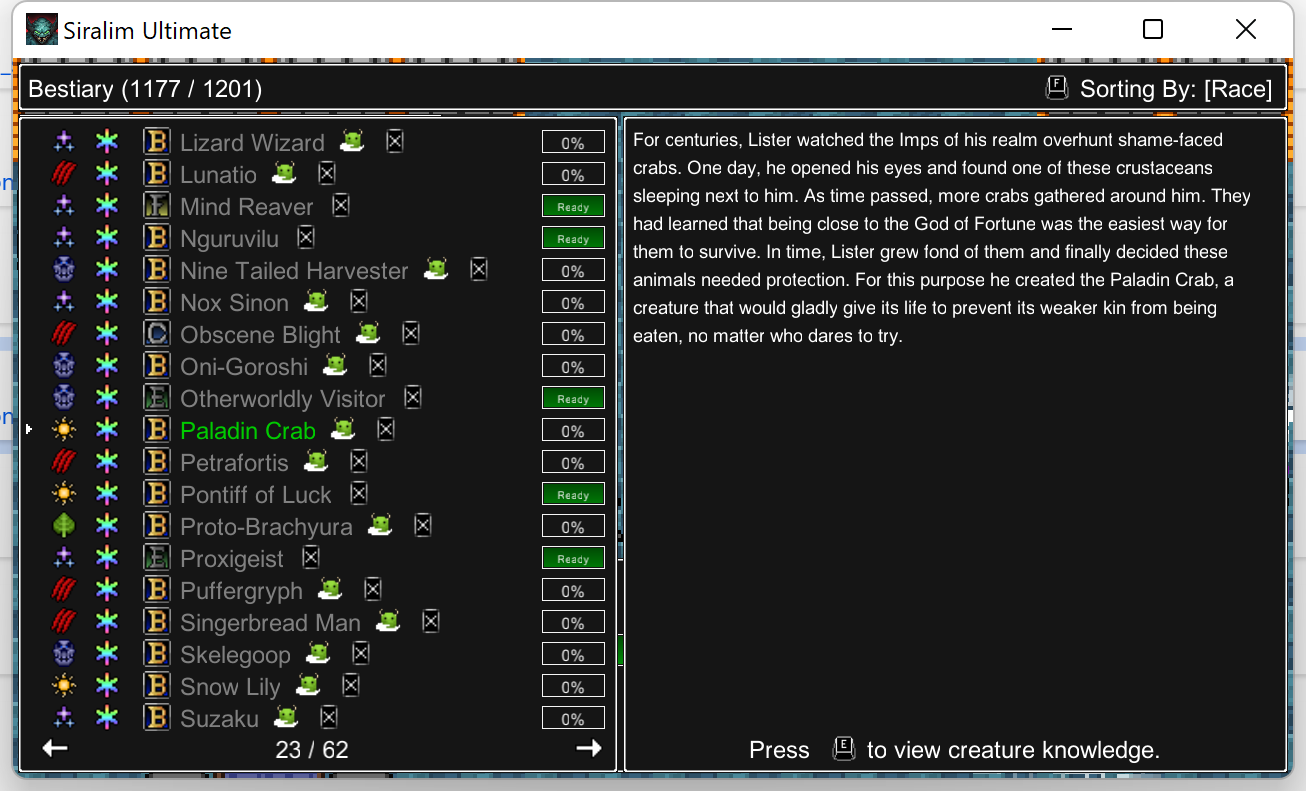 Siralim Ultimate
Bestiary (1177 / 1201)
F Sorting By: [Race]
B Lizard Wizard 0%
B Lunatio 0%
F Mind Reaver Ready
B Nguruvilu Ready
B Nine Tailed Harvester 0%
B Nox Sinon 0%
C Obscene Blight 0%
B Oni-Goroshi 0%
E Otherworldly Visitor Ready
B Paladin Crab 0%
B Petrafortis 0%
B Pontiff of Luck Ready
B Proto-Brachyura 0%
E Proxigeist Ready
B Puffergryph 0%
B Singerbread Man 0%
B Skelegoop 0%
B Snow Lily 0%
B Suzaku 0%
23 / 62
For centuries, Lister watched the Imps of his realm overhunt shame-faced
crabs. One day, he opened his eyes and found one of these crustaceans
sleeping next to him. As time passed, more crabs gathered around him. They
had learned that being close to the God of Fortune was the easiest way for
them to survive. In time, Lister grew fond of them and finally decided these
animals needed protection. For this purpose he created the Paladin Crab, a
creature that would gladly give its life to prevent its weaker kin from being
eaten, no matter who dares to try.
Press E to view creature knowledge.